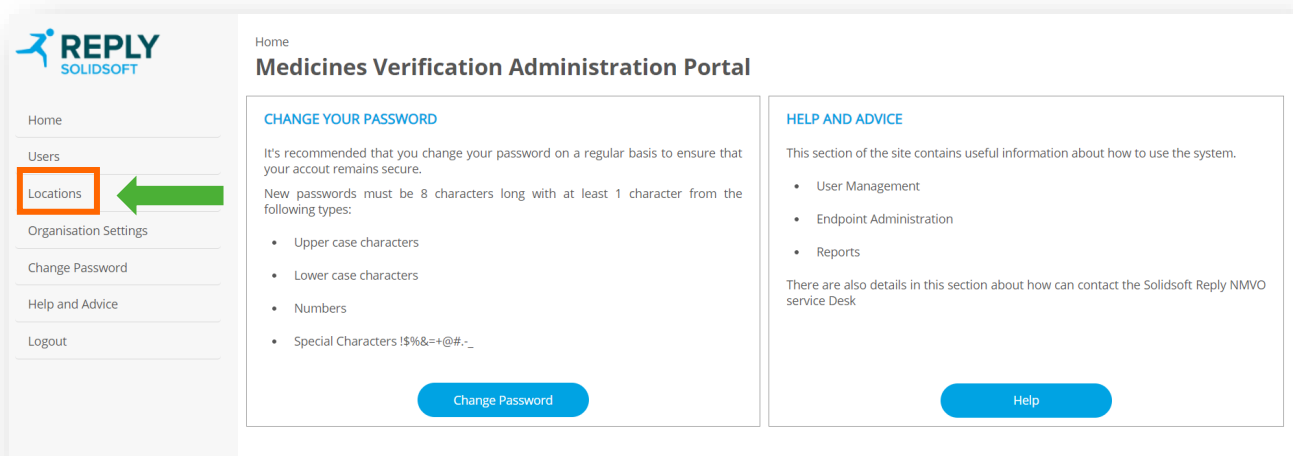 REPLY
SOLIDSOFT
Home
Users
Locations
Organisation Settings
Change Password
Help and Advice
Logout
Home
Medicines Verification Administration Portal
CHANGE YOUR PASSWORD
It's recommended that you change your password on a regular basis to ensure that
your accout remains secure.
New passwords must be 8 characters long with at least 1 character from the
following types:
• Upper case characters
• Lower case characters
• Numbers
• Special Characters !$%&=+@#.-_
Change Password
HELP AND ADVICE
This section of the site contains useful information about how to use the system.
• User Management
• Endpoint Administration
• Reports
There are also details in this section about how can contact the Solidsoft Reply NMVO
service Desk
Help